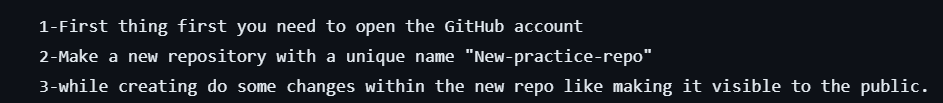 1-First thing first you need to open the GitHub account
2-Make a new repository with a unique name "New-practice-repo"
3-while creating do some changes within the new repo like making it visible to the public.